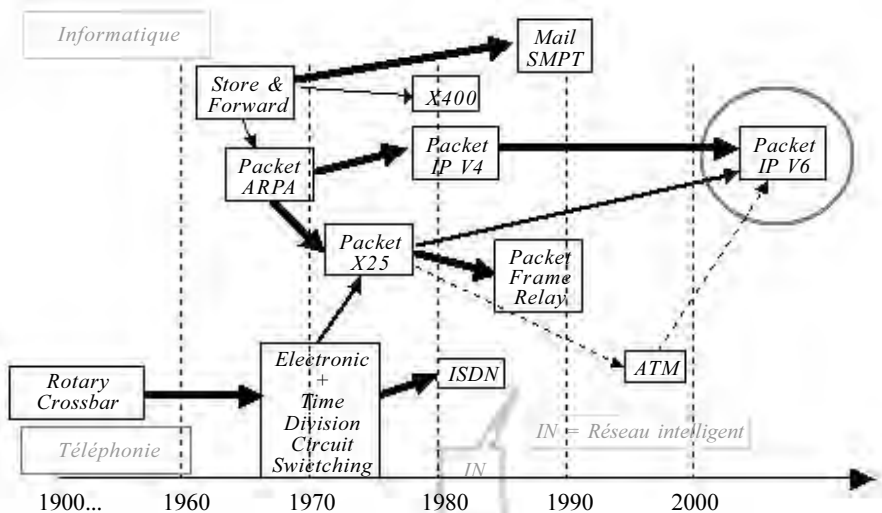 Informatique
Mail
SMPT
Store &
Forward
X400
Packet
ARPA
Packet
IP V4
Packet
IP V6
Packet
X25
Packet
Frame
Relay
Rotary
Crossbar
Electronic
+
Time
Division
Circuit
Swietching
ISDN
ATM
Téléphonie
IN = Réseau intelligent
IN
1900...
1960
1970
1980
1990
2000